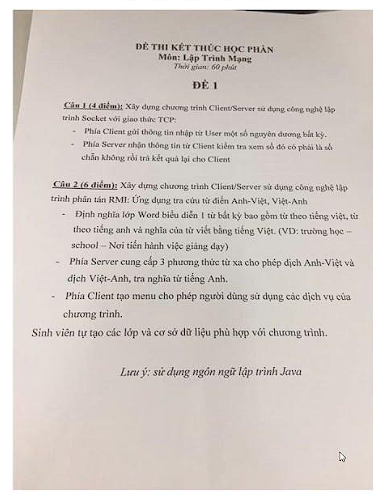 ĐỀ THI KẾT THÚC HỌC PHẦN
Môn: Lập Trình Mạng
Thời gian: 60 phút
ĐỀ 1
Câu 1 (4 điểm): Xây dựng chương trình Client/Server sử dụng công nghệ lập
trình Socket với giao thức TCP:
- Phía Client gửi thông tin nhập từ User một số nguyên dương bất kỳ.
- Phía Server nhận thông tin từ Client kiểm tra xem số đó có phải là số
chẵn không rồi trả kết quả lại cho Client
Câu 2 (6 điểm): Xây dựng chương trình Client/Server sử dụng công nghệ lập
trình phân tán RMI: Ứng dụng tra cứu từ điển Anh-Việt, Việt-Anh
- Định nghĩa lớp Word biểu diễn 1 từ bất kỳ bao gồm từ theo tiếng việt, từ
theo tiếng anh và nghĩa của từ viết bằng tiếng Việt. (VD: trường học –
school – Nơi tiến hành việc giảng dạy)
- Phía Server cung cấp 3 phương thức từ xa cho phép dịch Anh-Việt và
dịch Việt-Anh, tra nghĩa từ tiếng Anh.
- Phía Client tạo menu cho phép người dùng sử dụng các dịch vụ của
chương trình.
Sinh viên tự tạo các lớp và cơ sở dữ liệu phù hợp với chương trình.
Lưu ý: sử dụng ngôn ngữ lập trình Java